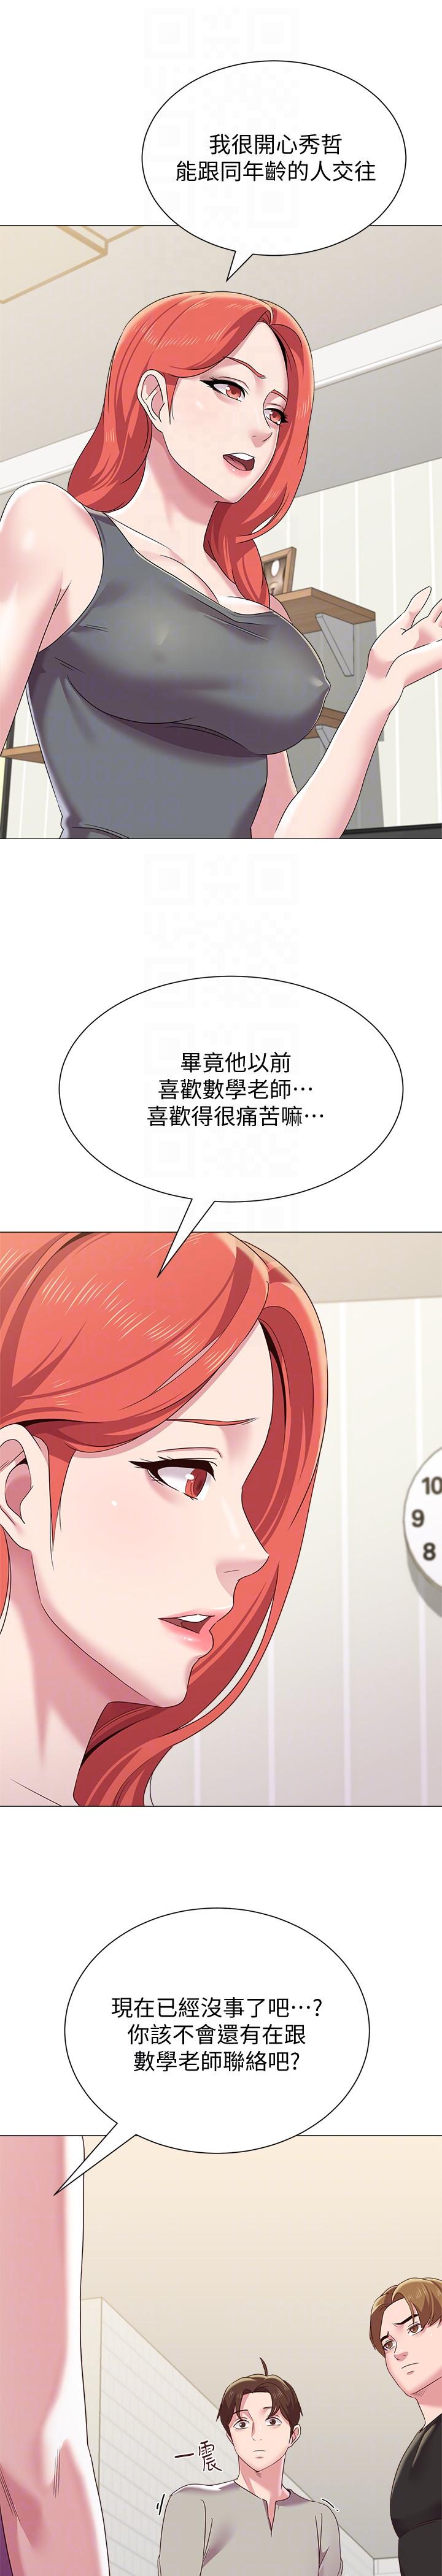 我很開心秀哲
能跟同年齡的人交往
畢竟他以前
喜歡數學老師…
喜歡得很痛苦嘛…
10
9
8
現在已經沒事了吧…?
你該不會還有在跟
數學老師聯絡吧?
一震